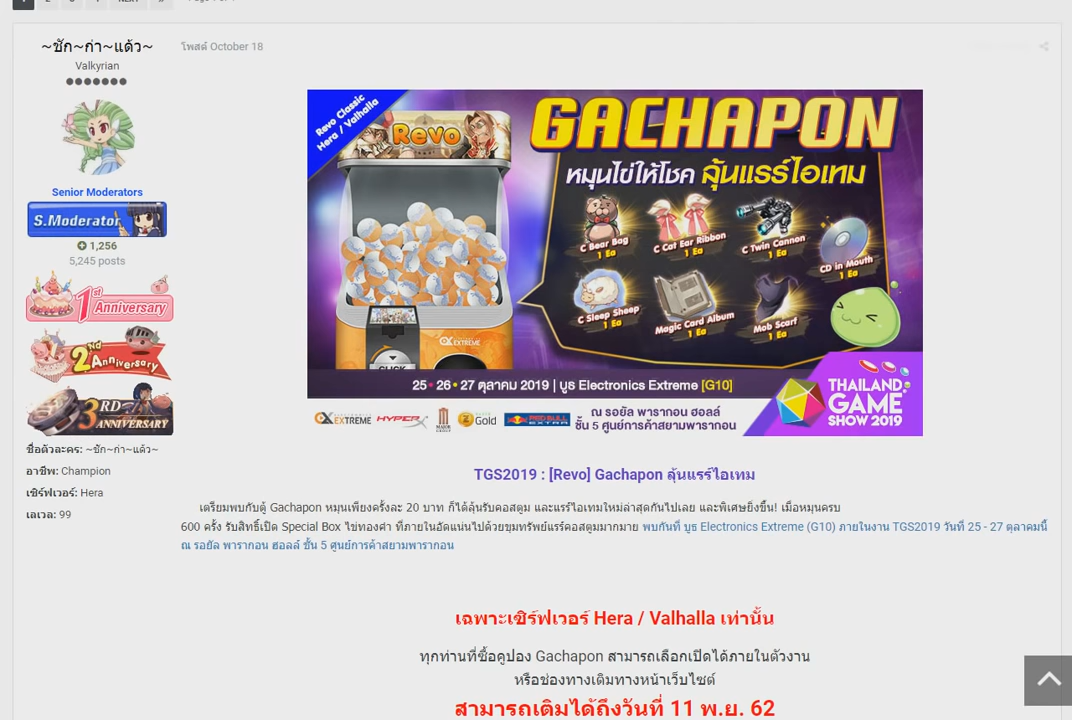 ~ชัก~ก่า~แด้ว~
Valkyrian
Senior Moderators
S.Moderator
1,256
5,245 posts
1st Anniversary
2nd Anniversary
3RD ANNIVERSARY
ชื่อตัวละคร: ~ชัก~ก่า~แด้ว~
อาชีพ: Champion
เซิร์ฟเวอร์: Hera
เลเวล: 99
โพสต์ October 18
Revo Classic
Hera / Valhalla
Revo
GACHAPON
หมุนไข่ให้โชค ลุ้นแรร์ไอเทม
C Bear Bag
1 Ea
C Cat Ear Ribbon
1 Ea
C Twin Cannon
1 Ea
CD in Mouth
1 Ea
C Sleep Sheep
1 Ea
Magic Card Album
1 Ea
Mob Scarf
1 Ea
EXTREME
CLICK
25 • 26 • 27 ตุลาคม 2019 | บูธ Electronics Extreme [G10]
EXTREME HYPERX Gold RED BULL EXTRA
ณ รอยัล พารากอน ฮอลล์
ชั้น 5 ศูนย์การค้าสยามพารากอน
THAILAND
GAME
SHOW 2019
TGS2019 : [Revo] Gachapon ลุ้นแรร์ไอเทม
เตรียมพบกับตู้ Gachapon หมุนเพียงครั้งละ 20 บาท ก็ได้ลุ้นรับคอสตูม และแรร์ไอเทมใหม่ล่าสุดกันไปเลย และพิเศษยิ่งขึ้น! เมื่อหมุนครบ
600 ครั้ง รับสิทธิ์เปิด Special Box ไข่ทองคำ ที่ภายในอัดแน่นไปด้วยขุมทรัพย์แรร์คอสตูมมากมาย พบกันที่ บูธ Electronics Extreme (G10) ภายในงาน TGS2019 วันที่ 25 - 27 ตุลาคมนี้
ณ รอยัล พารากอน ฮอลล์ ชั้น 5 ศูนย์การค้าสยามพารากอน
เฉพาะเซิร์ฟเวอร์ Hera / Valhalla เท่านั้น
ทุกท่านที่ซื้อคูปอง Gachapon สามารถเลือกเปิดได้ภายในตัวงาน
หรือช่องทางเติมทางหน้าเว็บไซต์
สามารถเติมได้ถึงวันที่ 11 พ.ย. 62